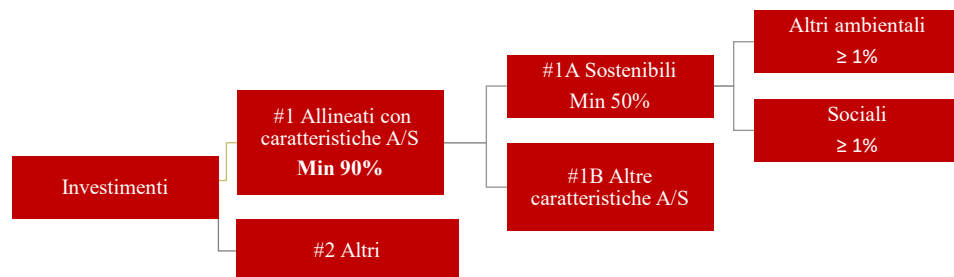 Investimenti
#1 Allineati con
caratteristiche A/S
Min 90%
#2 Altri
#1A Sostenibili
Min 50%
#1B Altre
caratteristiche A/S
Altri ambientali
≥ 1%
Sociali
≥ 1%